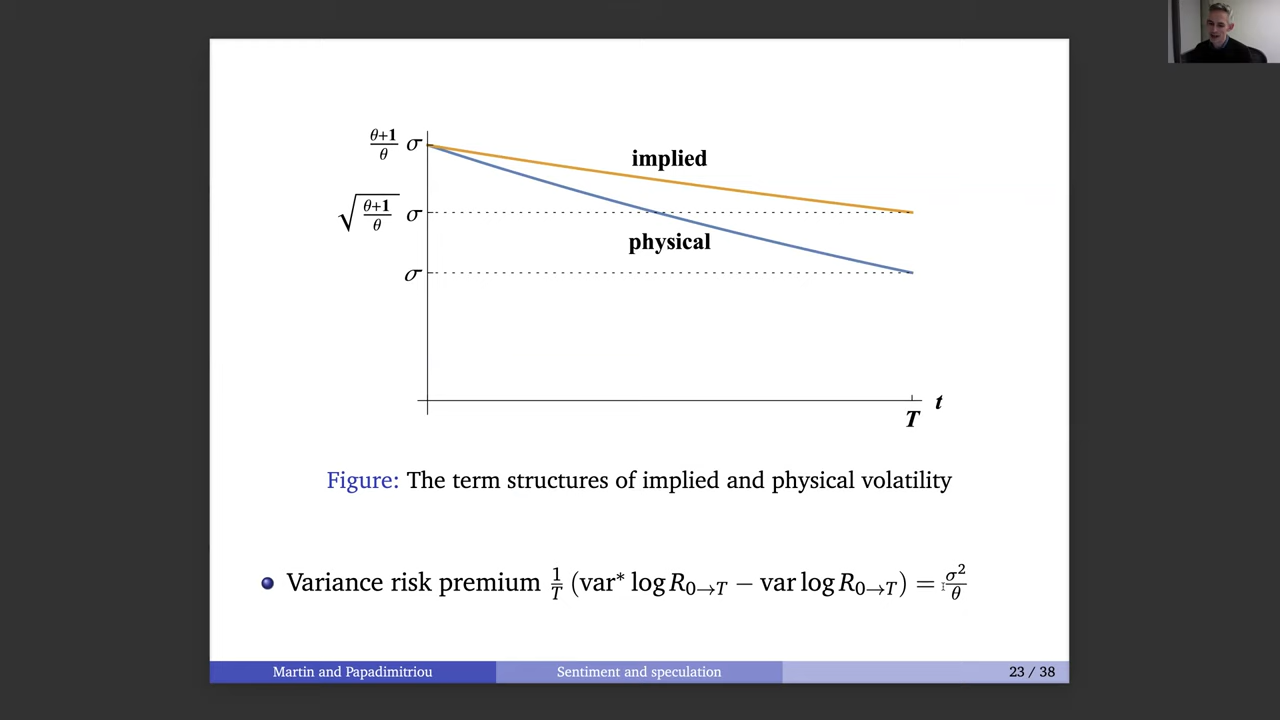 θ+1/θ σ
implied
√θ+1/θ σ
physical
σ
t
T
Figure: The term structures of implied and physical volatility
Variance risk premium 1/T (var* log R0→T − var log R0→T) = σ²/θ
Martin and Papadimitriou Sentiment and speculation 23 / 38